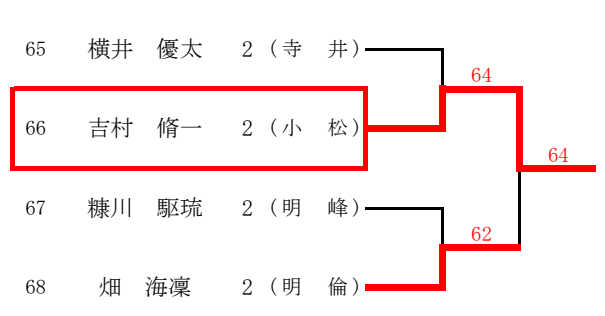 65 横井 優太 2 (寺 井)
64
66 吉村 脩一 2 (小 松)
64
67 糠川 駆琉 2 (明 峰)
62
68 畑 海凜 2 (明 倫)